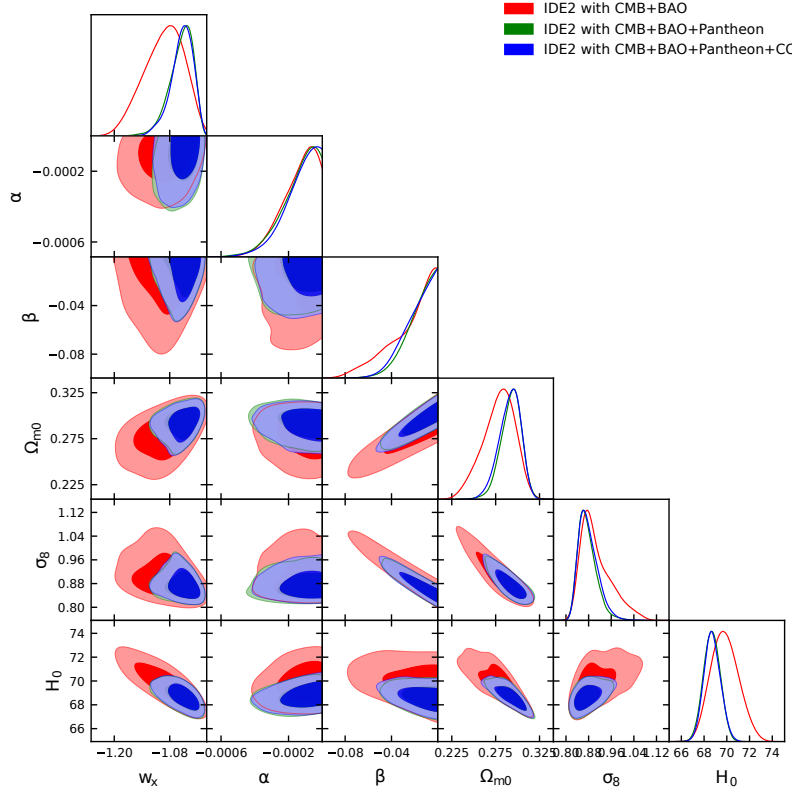 IDE2 with CMB+BAO
IDE2 with CMB+BAO+Pantheon
IDE2 with CMB+BAO+Pantheon+CC
−0.0002
−0.0006
α
−0.04
−0.08
β
0.325
0.275
0.225
Ωm0
1.12
1.04
0.96
0.88
0.80
σ8
74
72
70
68
66
H0
−1.20 −1.08 −0.0006 −0.0002 −0.08 −0.04 0.225 0.275 0.325 0.80 0.88 0.96 1.04 1.12 66 68 70 72 74
wx α β Ωm0 σ8 H0